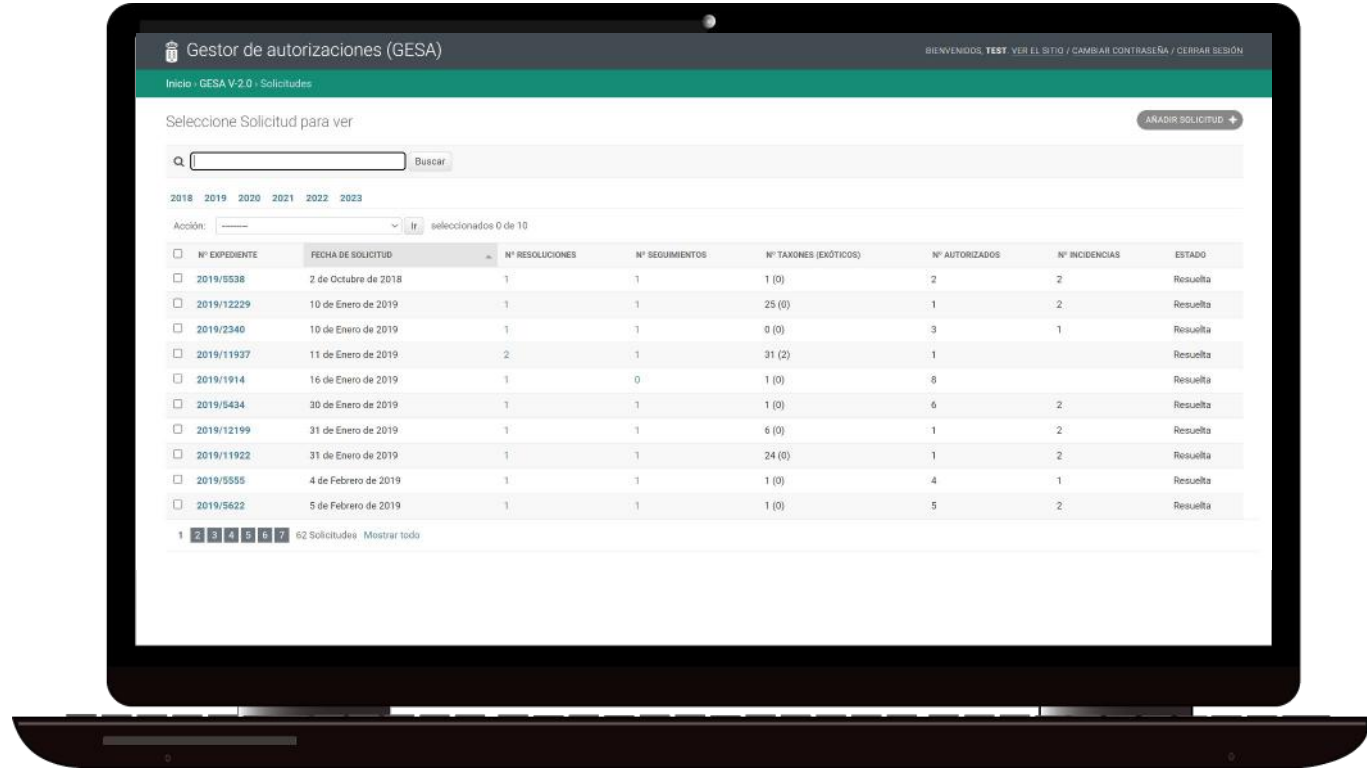 Gestor de autorizaciones (GESA)
BIENVENIDOS, TEST. VER EL SITIO / CAMBIAR CONTRASEÑA / CERRAR SESIÓN
Inicio › GESA V-2.0 › Solicitudes
Seleccione Solicitud para ver
AÑADIR SOLICITUD +
Buscar
2018 2019 2020 2021 2022 2023
Acción: --------- Ir seleccionados 0 de 10
Nº EXPEDIENTE FECHA DE SOLICITUD Nº RESOLUCIONES Nº SEGUIMIENTOS Nº TAXONES (EXÓTICOS) Nº AUTORIZADOS Nº INCIDENCIAS ESTADO
2019/5538 2 de Octubre de 2018 1 1 1 (0) 2 2 Resuelta
2019/12229 10 de Enero de 2019 1 1 25 (0) 1 2 Resuelta
2019/2340 10 de Enero de 2019 1 1 0 (0) 3 1 Resuelta
2019/11937 11 de Enero de 2019 2 1 31 (2) 1 Resuelta
2019/1914 16 de Enero de 2019 1 0 1 (0) 8 Resuelta
2019/5434 30 de Enero de 2019 1 1 1 (0) 6 2 Resuelta
2019/12199 31 de Enero de 2019 1 1 6 (0) 1 2 Resuelta
2019/11922 31 de Enero de 2019 1 1 24 (0) 1 2 Resuelta
2019/5555 4 de Febrero de 2019 1 1 1 (0) 4 1 Resuelta
2019/5622 5 de Febrero de 2019 1 1 1 (0) 5 2 Resuelta
1 2 3 4 5 6 7 62 Solicitudes Mostrar todo